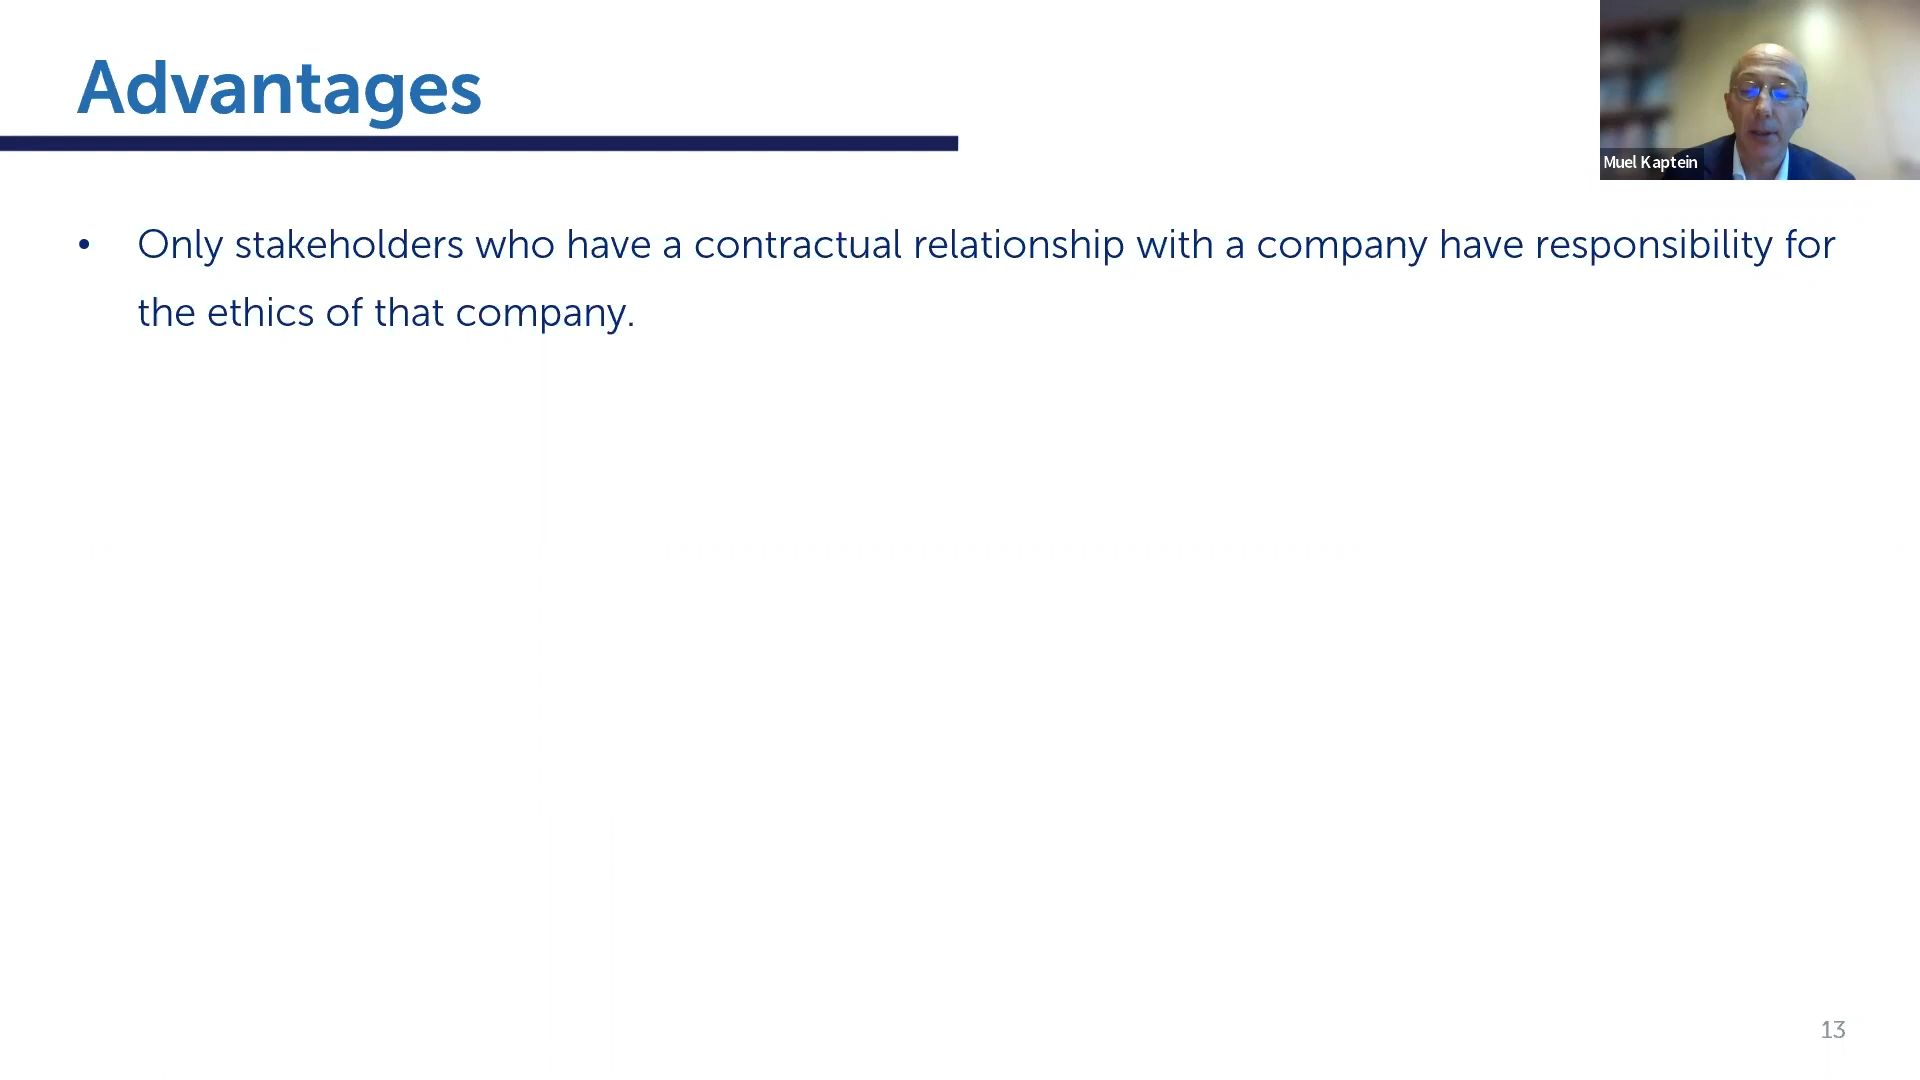 Advantages
Muel Kaptein
• Only stakeholders who have a contractual relationship with a company have responsibility for
the ethics of that company.
13